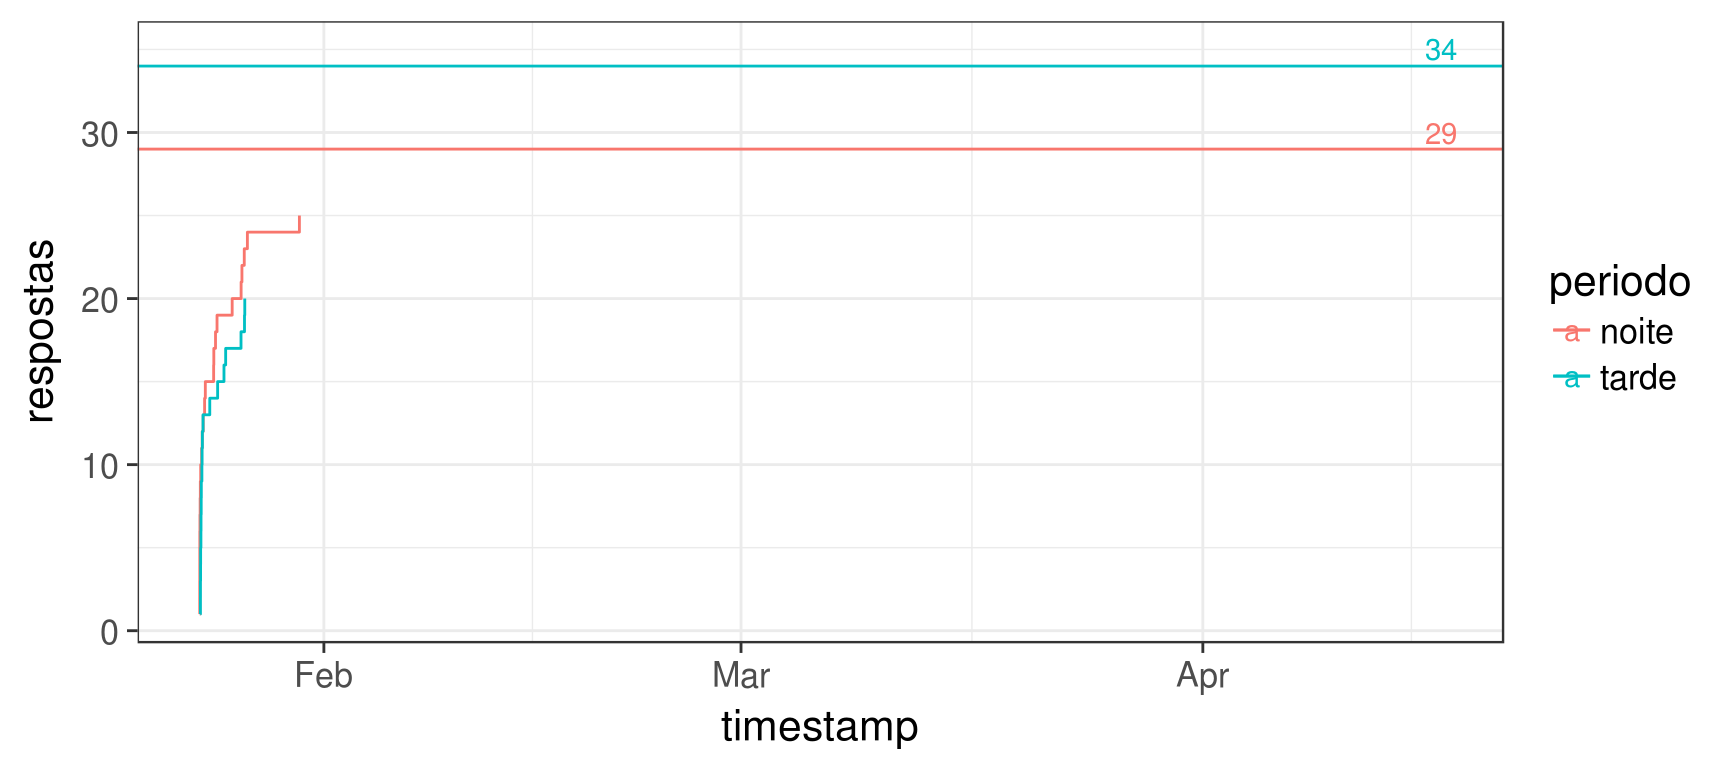 34
29
30
20
10
0
respostas
Feb Mar Apr
timestamp
periodo
a noite
a tarde